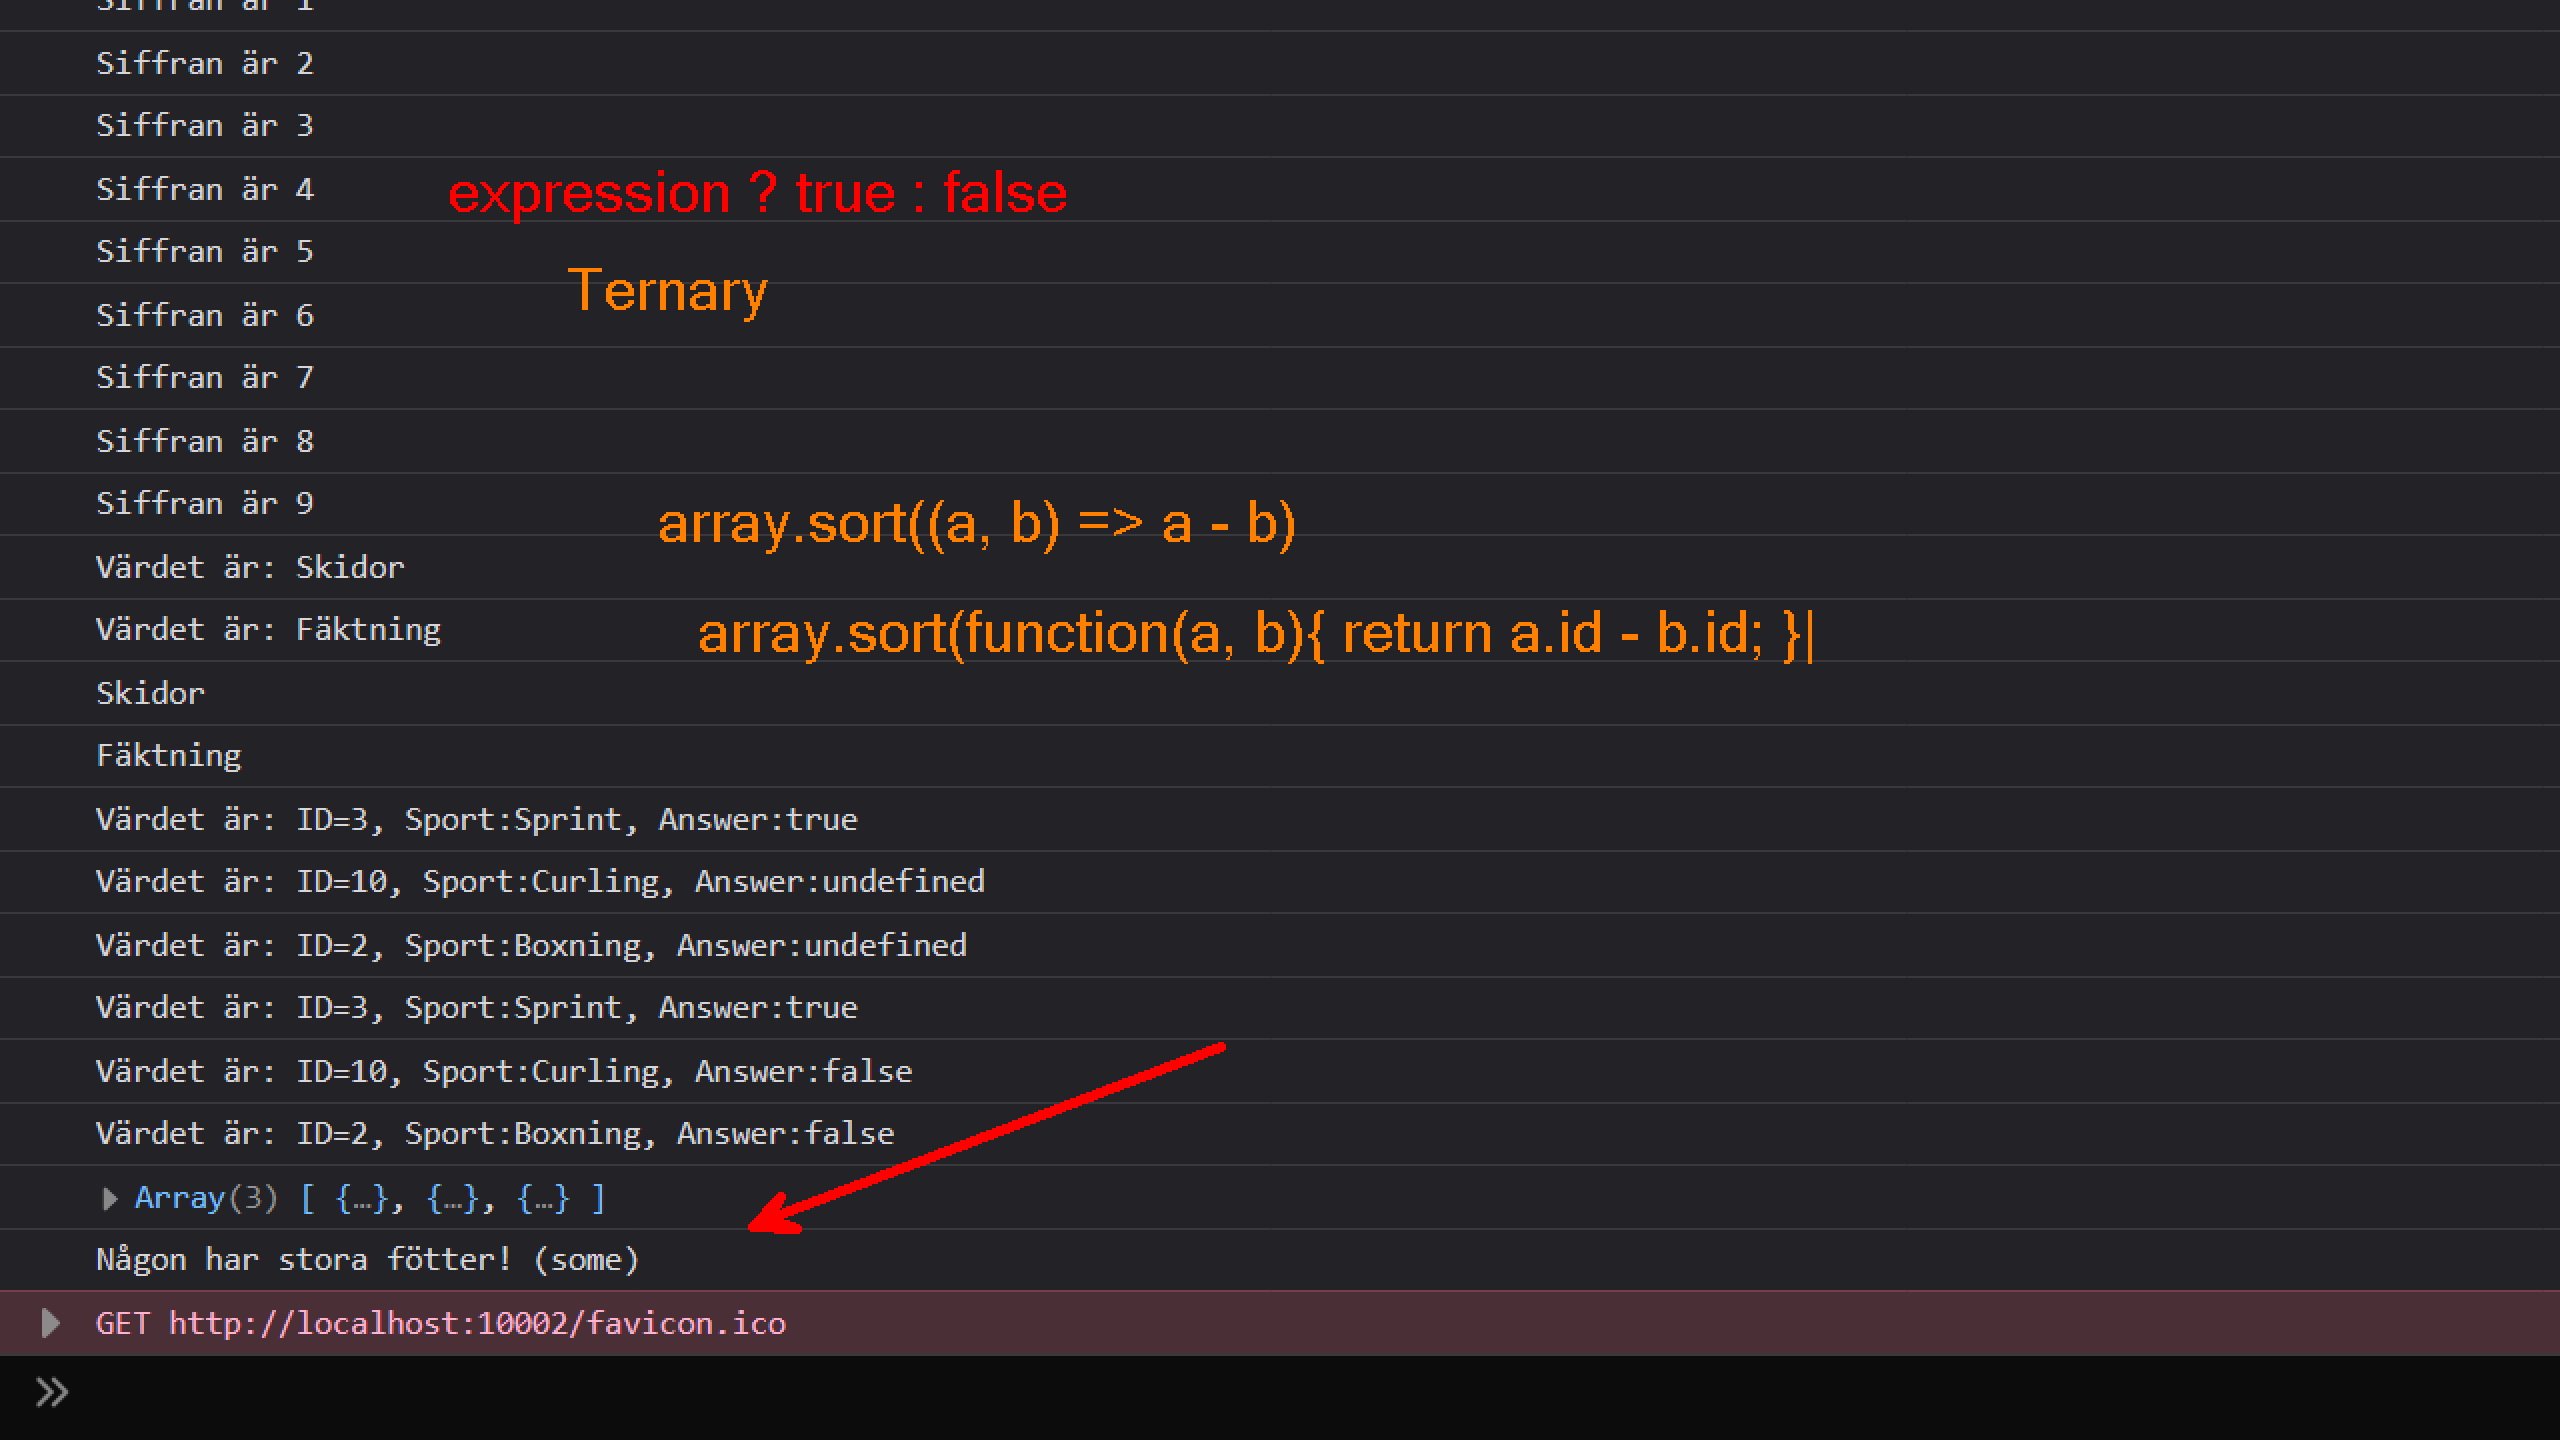 Siffran är 1
Siffran är 2
Siffran är 3
Siffran är 4
expression ? true : false
Siffran är 5
Ternary
Siffran är 6
Siffran är 7
Siffran är 8
Siffran är 9
array.sort((a, b) => a - b)
Värdet är: Skidor
Värdet är: Fäktning
array.sort(function(a, b){ return a.id - b.id; }|
Skidor
Fäktning
Värdet är: ID=3, Sport:Sprint, Answer:true
Värdet är: ID=10, Sport:Curling, Answer:undefined
Värdet är: ID=2, Sport:Boxning, Answer:undefined
Värdet är: ID=3, Sport:Sprint, Answer:true
Värdet är: ID=10, Sport:Curling, Answer:false
Värdet är: ID=2, Sport:Boxning, Answer:false
Array(3) [ {…}, {…}, {…} ]
Någon har stora fötter! (some)
GET http://localhost:10002/favicon.ico